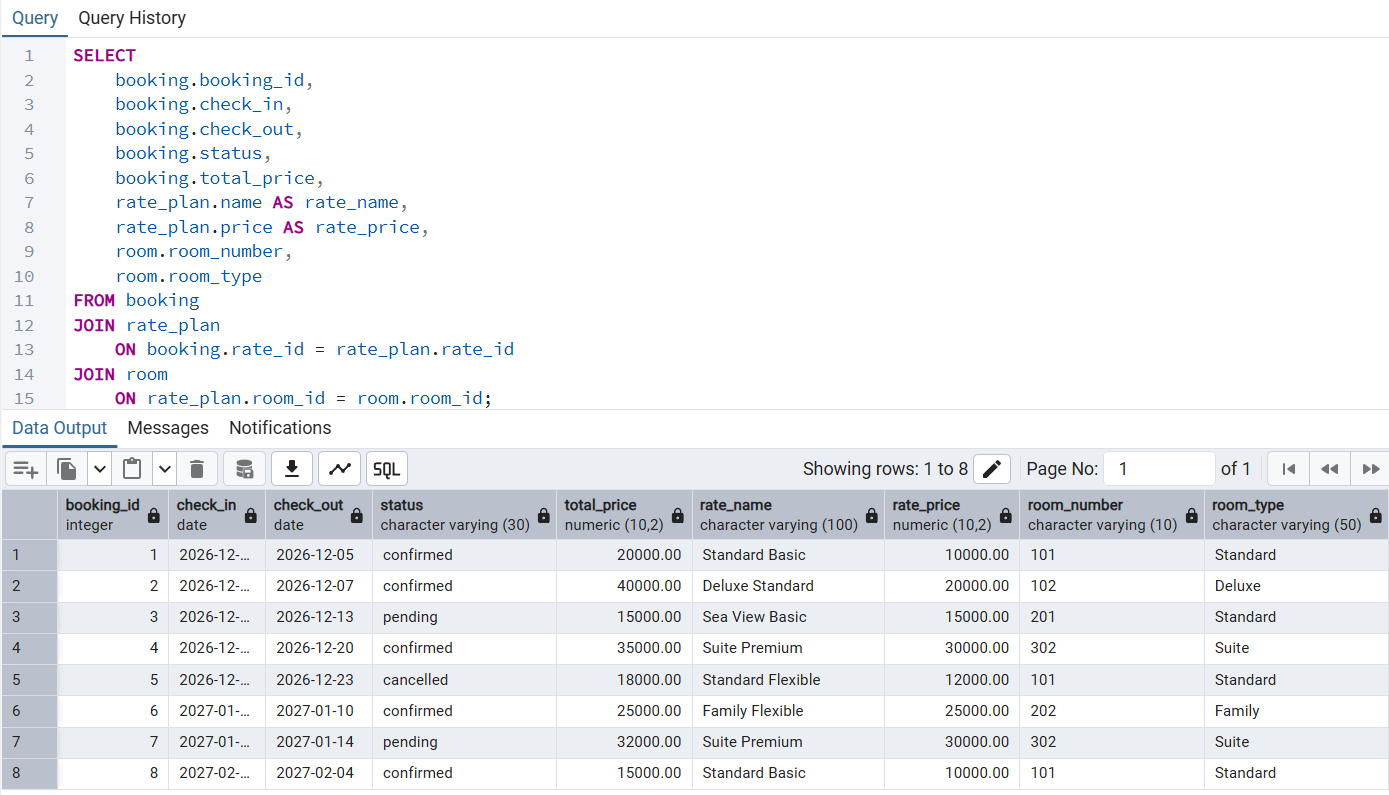 Query Query History
1 SELECT
2 booking.booking_id,
3 booking.check_in,
4 booking.check_out,
5 booking.status,
6 booking.total_price,
7 rate_plan.name AS rate_name,
8 rate_plan.price AS rate_price,
9 room.room_number,
10 room.room_type
11 FROM booking
12 JOIN rate_plan
13 ON booking.rate_id = rate_plan.rate_id
14 JOIN room
15 ON rate_plan.room_id = room.room_id;
Data Output Messages Notifications
SQL Showing rows: 1 to 8 Page No: 1 of 1
booking_id check_in check_out status total_price rate_name rate_price room_number room_type
integer date date character varying (30) numeric (10,2) character varying (100) numeric (10,2) character varying (10) character varying (50)
1 1 2026-12-... 2026-12-05 confirmed 20000.00 Standard Basic 10000.00 101 Standard
2 2 2026-12-... 2026-12-07 confirmed 40000.00 Deluxe Standard 20000.00 102 Deluxe
3 3 2026-12-... 2026-12-13 pending 15000.00 Sea View Basic 15000.00 201 Standard
4 4 2026-12-... 2026-12-20 confirmed 35000.00 Suite Premium 30000.00 302 Suite
5 5 2026-12-... 2026-12-23 cancelled 18000.00 Standard Flexible 12000.00 101 Standard
6 6 2027-01-... 2027-01-10 confirmed 25000.00 Family Flexible 25000.00 202 Family
7 7 2027-01-... 2027-01-14 pending 32000.00 Suite Premium 30000.00 302 Suite
8 8 2027-02-... 2027-02-04 confirmed 15000.00 Standard Basic 10000.00 101 Standard